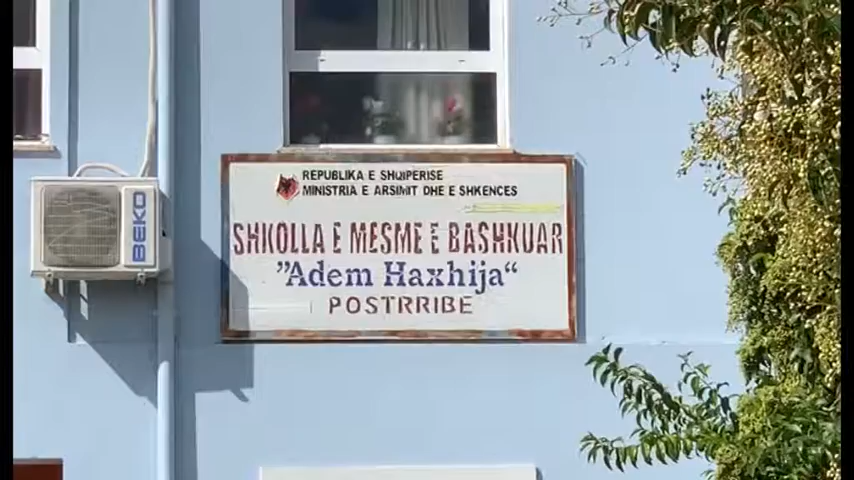 REPUBLIKA E SHQIPERISE
MINISTRIA E ARSIMIT DHE E SHKENCES
SHKOLLA E MESME E BASHKUAR
”Adem Haxhija“
POSTRRIBE
BEKO